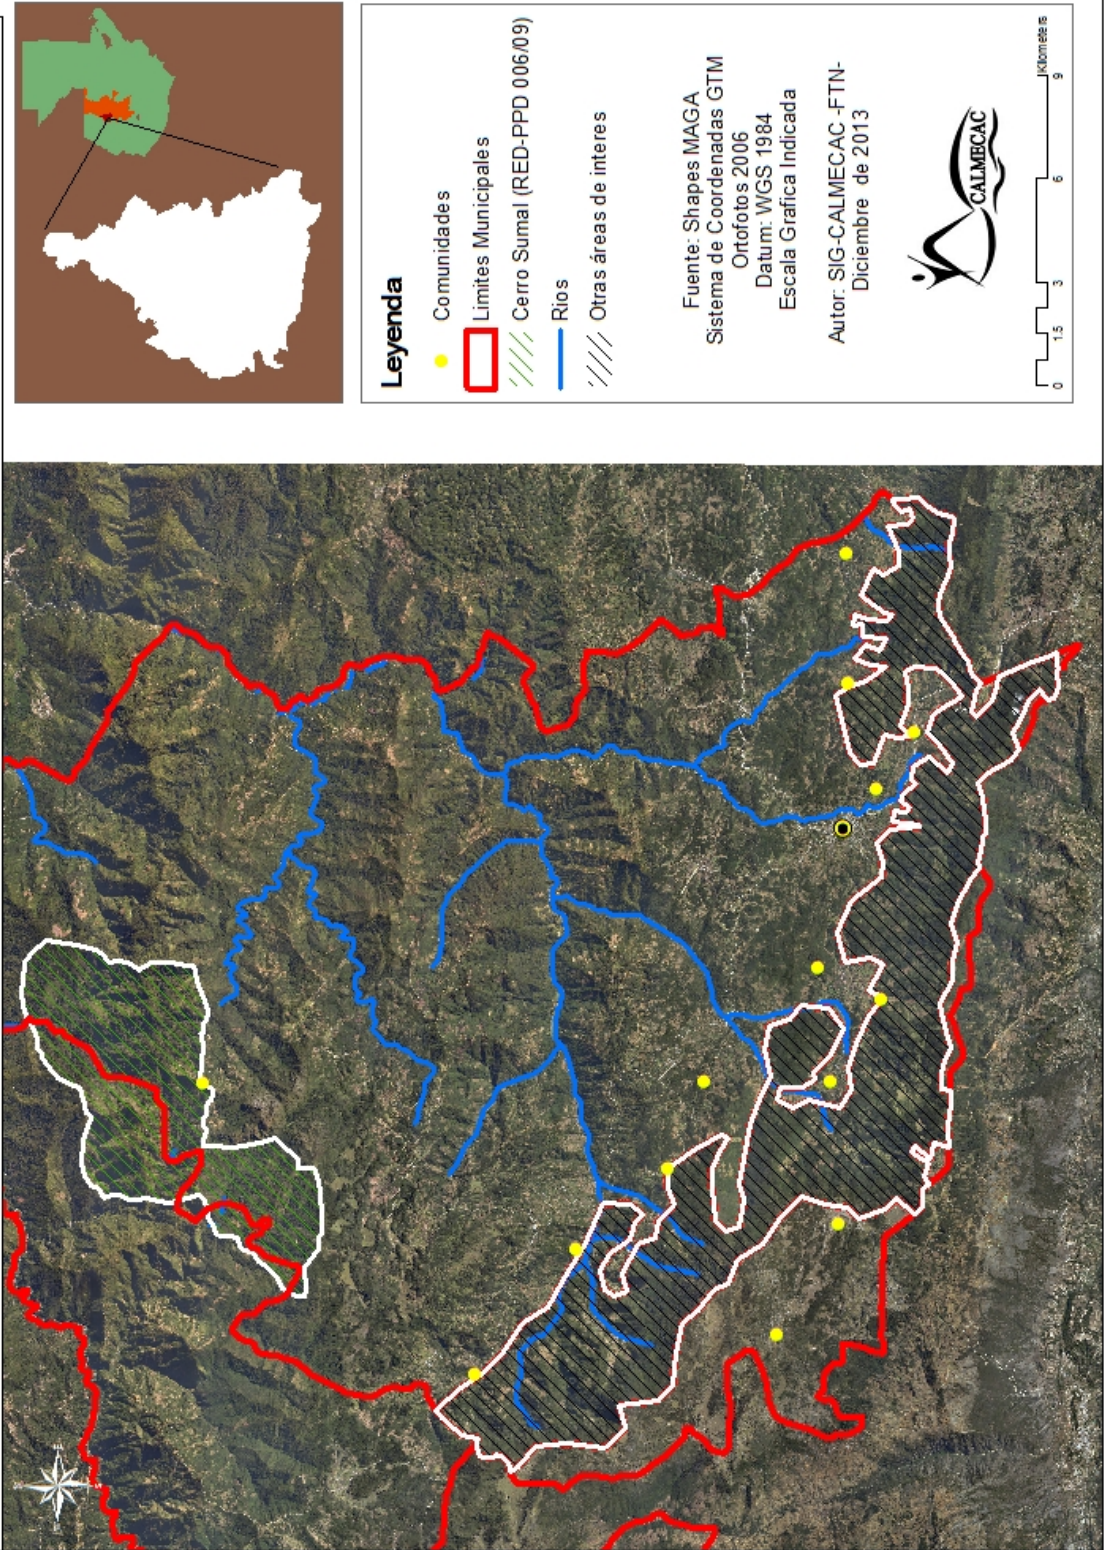 Leyenda
Comunidades
Limites Municipales
Cerro Sumal (RED-PPD 006/09)
Rios
Otras áreas de interes
Fuente: Shapes MAGA
Sistema de Coordenadas GTM
Ortofotos 2006
Datum: WGS 1984
Escala Grafica Indicada
Autor: SIG-CALMECAC -FTN-
Diciembre de 2013
CALMECAC
0 1.5 3 6 9
Kilometers